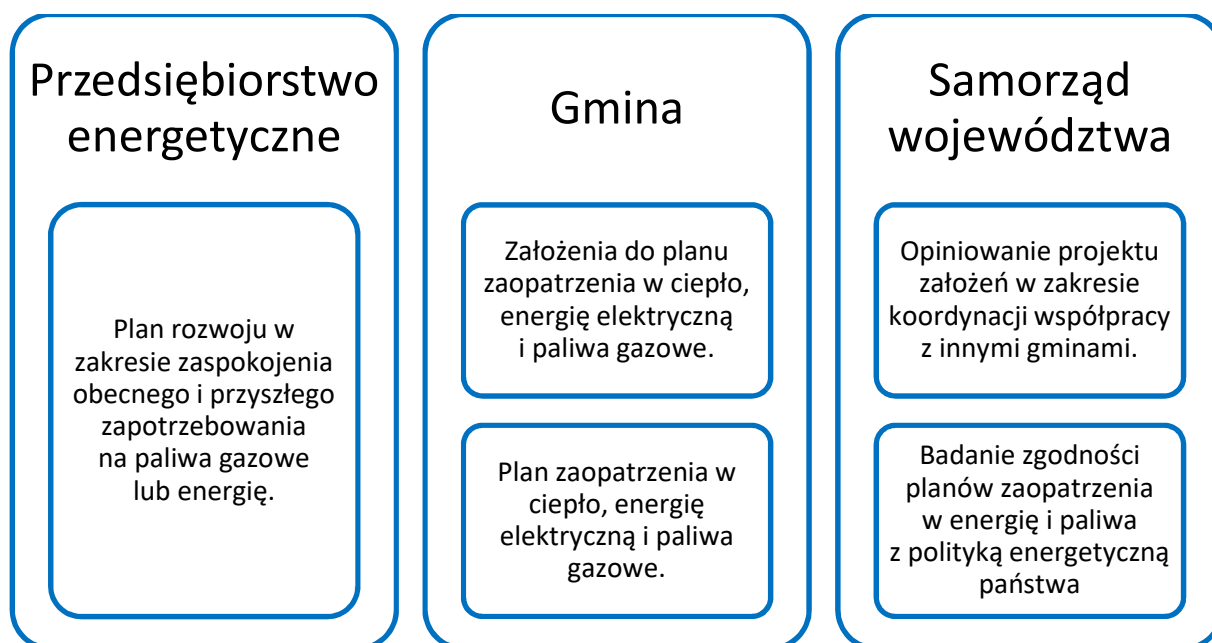 Przedsiębiorstwo
energetyczne
Plan rozwoju w
zakresie zaspokojenia
obecnego i przyszłego
zapotrzebowania
na paliwa gazowe
lub energię.
Gmina
Założenia do planu
zaopatrzenia w ciepło,
energię elektryczną
i paliwa gazowe.
Plan zaopatrzenia w
ciepło, energię
elektryczną i paliwa
gazowe.
Samorząd
województwa
Opiniowanie projektu
założeń w zakresie
koordynacji współpracy
z innymi gminami.
Badanie zgodności
planów zaopatrzenia
w energię i paliwa
z polityką energetyczną
państwa